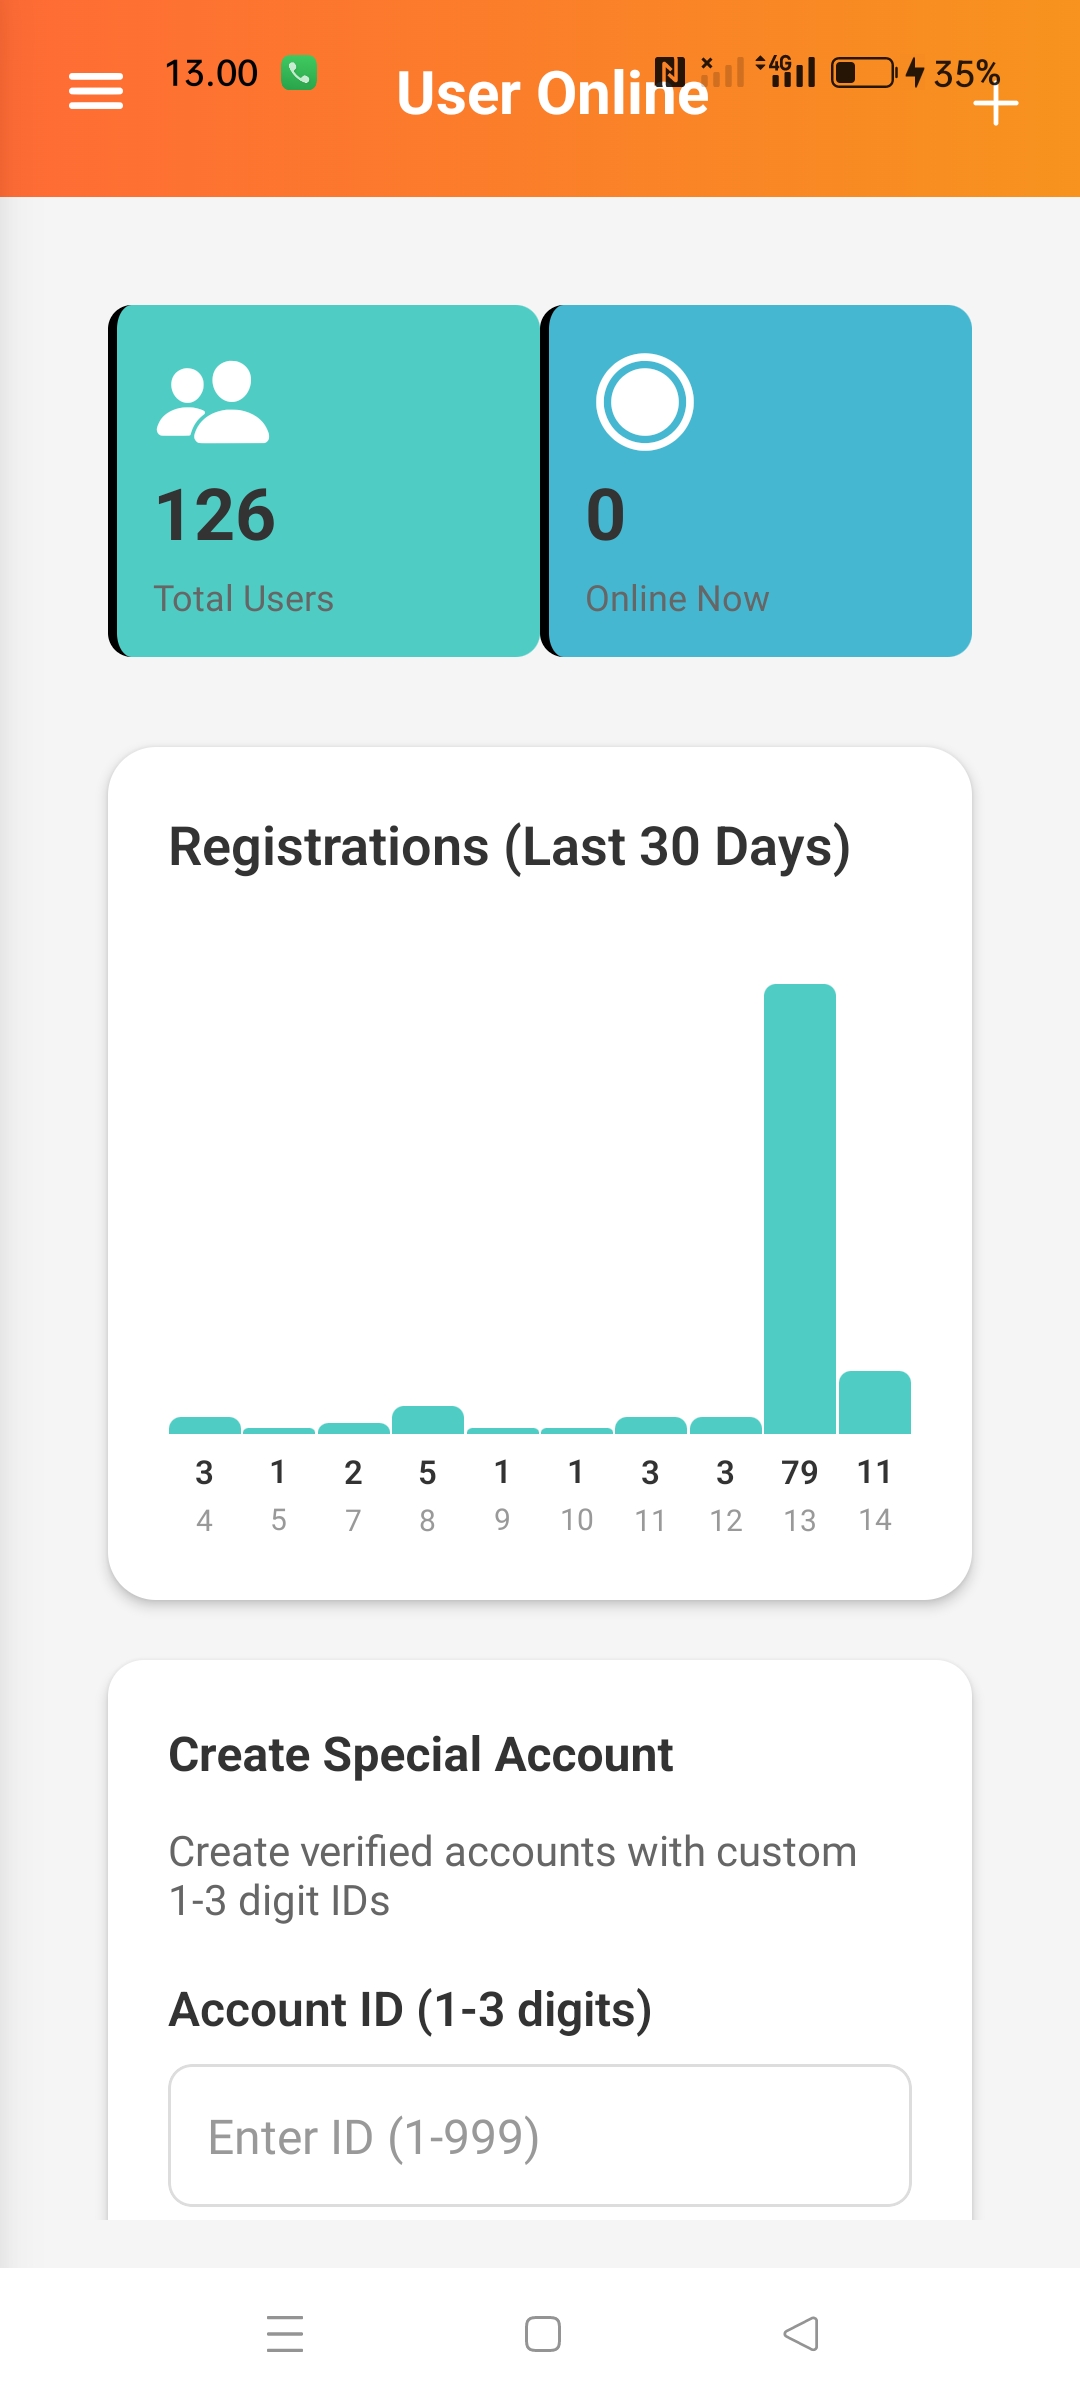 13.00
4G
35%
User Online
126
Total Users
0
Online Now
Registrations (Last 30 Days)
3 1 2 5 1 1 3 3 79 11
4 5 7 8 9 10 11 12 13 14
Create Special Account
Create verified accounts with custom
1-3 digit IDs
Account ID (1-3 digits)
Enter ID (1-999)